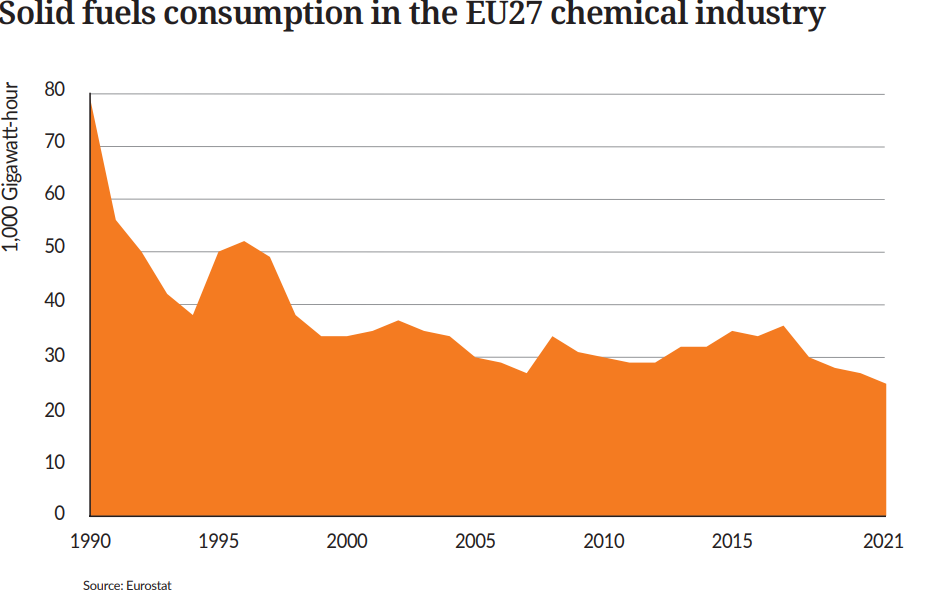 Solid fuels consumption in the EU27 chemical industry
1,000 Gigawatt-hour
80
70
60
50
40
30
20
10
0
1990 1995 2000 2005 2010 2015 2021
Source: Eurostat